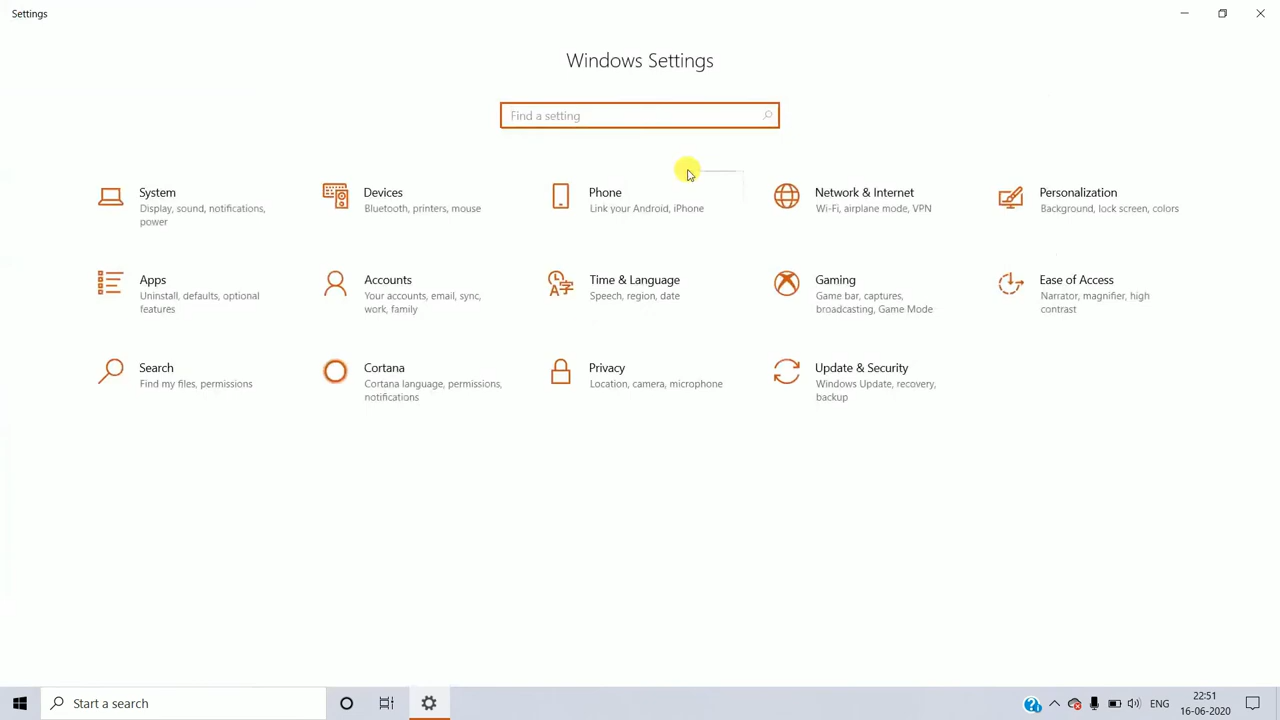 Settings
Windows Settings
Find a setting
System
Display, sound, notifications,
power
Devices
Bluetooth, printers, mouse
Phone
Link your Android, iPhone
Network & Internet
Wi-Fi, airplane mode, VPN
Personalization
Background, lock screen, colors
Apps
Uninstall, defaults, optional
features
Accounts
Your accounts, email, sync,
work, family
Time & Language
Speech, region, date
Gaming
Game bar, captures,
broadcasting, Game Mode
Ease of Access
Narrator, magnifier, high
contrast
Search
Find my files, permissions
Cortana
Cortana language, permissions,
notifications
Privacy
Location, camera, microphone
Update & Security
Windows Update, recovery,
backup
Start a search
ENG
22:51
16-06-2020